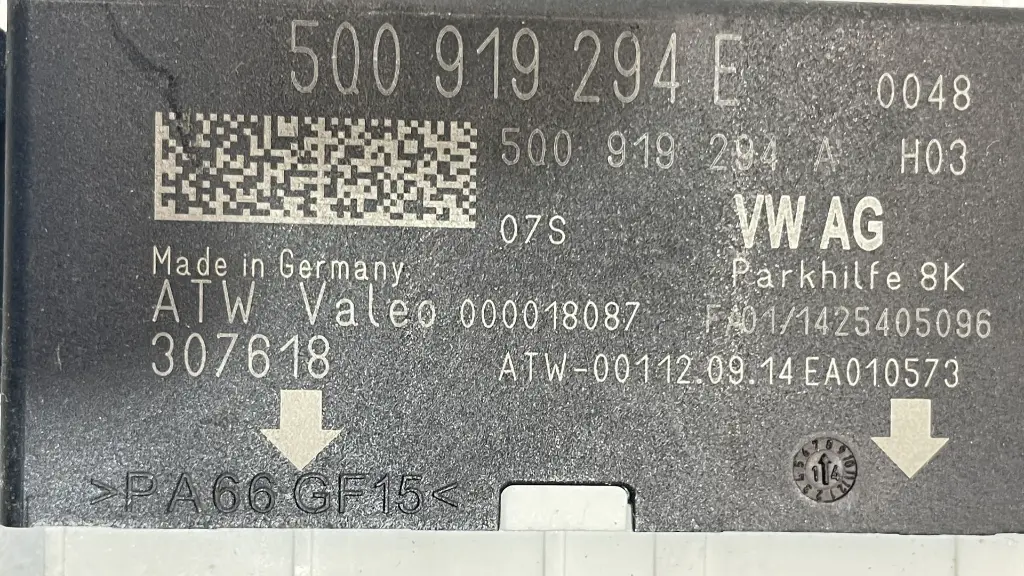 5Q0 919 294 E
0048
5Q0 919 294 A H03
07S
VW AG
Made in Germany
Parkhilfe 8K
ATW Valeo 000018087
FA01/1425405096
307618
ATW-00112.09.14EA010573
>PA66 GF15<
14